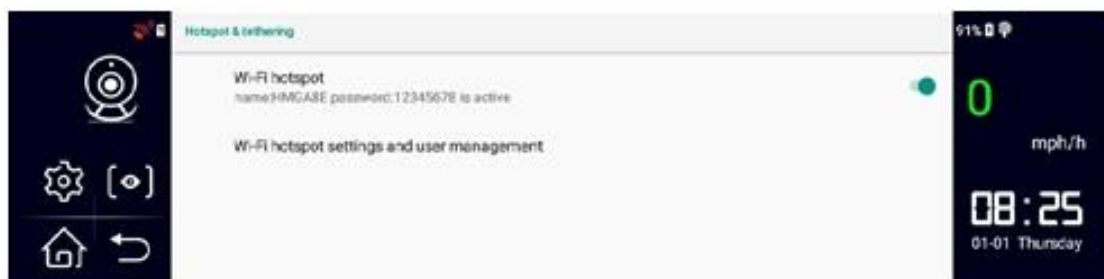 Hotspot & tethering
Wi-Fi hotspot
name:HMGA8E password:12345678 is active
Wi-Fi hotspot settings and user management
91%
0
mph/h
08:25
01-01 Thursday